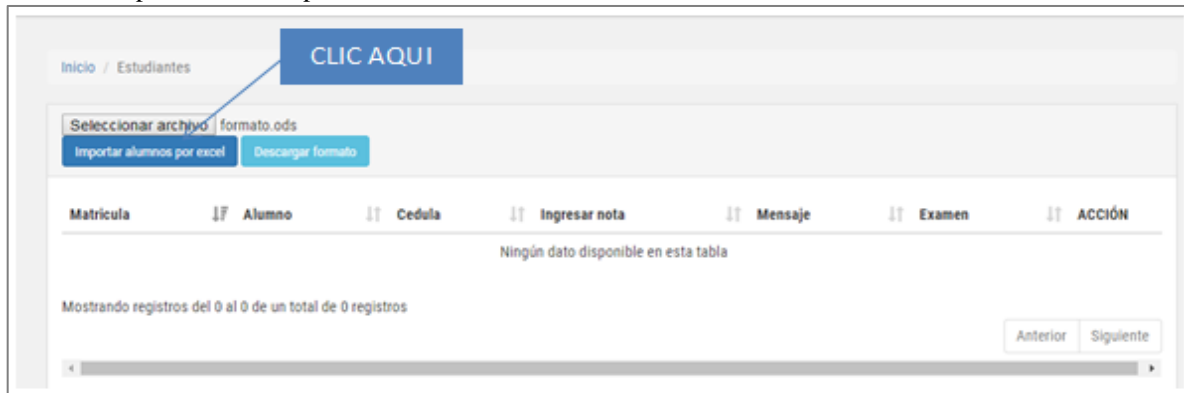 CLIC AQUI
Inicio / Estudiantes
Seleccionar archivo formato.ods
Importar alumnos por excel Descargar formato
Matricula Alumno Cedula Ingresar nota Mensaje Examen ACCIÓN
Ningún dato disponible en esta tabla
Mostrando registros del 0 al 0 de un total de 0 registros
Anterior Siguiente